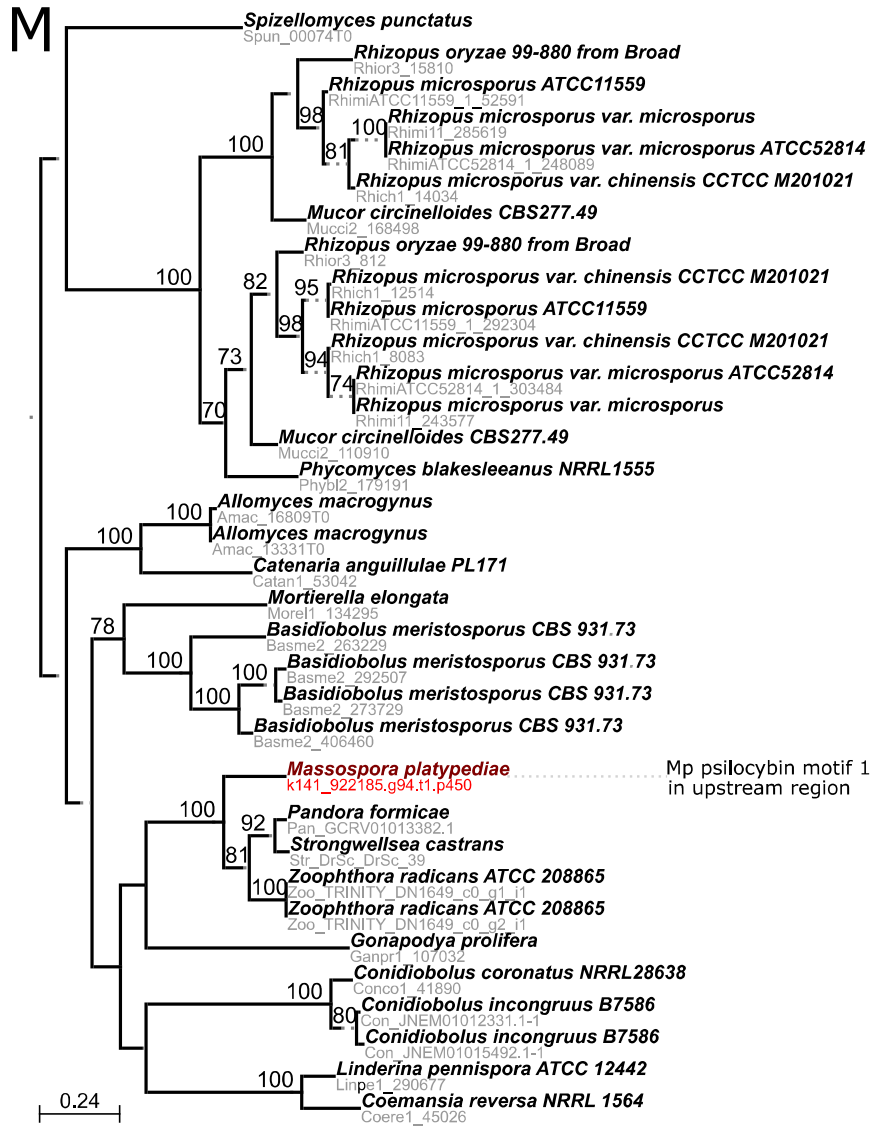 M
Spizellomyces punctatus
Spun_00074T0
Rhizopus oryzae 99-880 from Broad
Rhior3_15810
Rhizopus microsporus ATCC11559
RhimiATCC11559_1_52591
98
Rhizopus microsporus var. microsporus
100
Rhimi11_285619
Rhizopus microsporus var. microsporus ATCC52814
100
81
RhimiATCC52814_1_248089
Rhizopus microsporus var. chinensis CCTCC M201021
Rhich1_14034
Mucor circinelloides CBS277.49
Mucci2_168498
Rhizopus oryzae 99-880 from Broad
Rhior3_812
100
82
95
Rhizopus microsporus var. chinensis CCTCC M201021
Rhich1_12514
Rhizopus microsporus ATCC11559
98
RhimiATCC11559_1_292304
Rhizopus microsporus var. chinensis CCTCC M201021
73
94
Rhich1_8083
Rhizopus microsporus var. microsporus ATCC52814
74
RhimiATCC52814_1_303484
Rhizopus microsporus var. microsporus
70
Rhimi11_243577
Mucor circinelloides CBS277.49
Mucci2_110910
Phycomyces blakesleeanus NRRL1555
Phybl2_179191
Allomyces macrogynus
100
Amac_16809T0
100
Allomyces macrogynus
Amac_13331T0
Catenaria anguillulae PL171
Catan1_53042
Mortierella elongata
Morel1_134295
78
Basidiobolus meristosporus CBS 931.73
Basme2_263229
100
Basidiobolus meristosporus CBS 931.73
100
Basme2_292507
100
Basidiobolus meristosporus CBS 931.73
Basme2_273729
Basidiobolus meristosporus CBS 931.73
Basme2_406460
Massospora platypediae
Mp psilocybin motif 1
k141_922185.g94.t1.p450
in upstream region
100
Pandora formicae
92
Pan_GCRV01013382.1
Strongwellsea castrans
81
Str_DrSc_DrSc_39
Zoophthora radicans ATCC 208865
100
Zoo_TRINITY_DN1649_c0_g1_i1
Zoophthora radicans ATCC 208865
Zoo_TRINITY_DN1649_c0_g2_i1
Gonapodya prolifera
Ganpr1_107032
Conidiobolus coronatus NRRL28638
100
Conco1_41890
Conidiobolus incongruus B7586
80
Con_JNEM01012331.1-1
Conidiobolus incongruus B7586
Con_JNEM01015492.1-1
Linderina pennispora ATCC 12442
100
Linpe1_290677
0.24
Coemansia reversa NRRL 1564
Coere1_45026